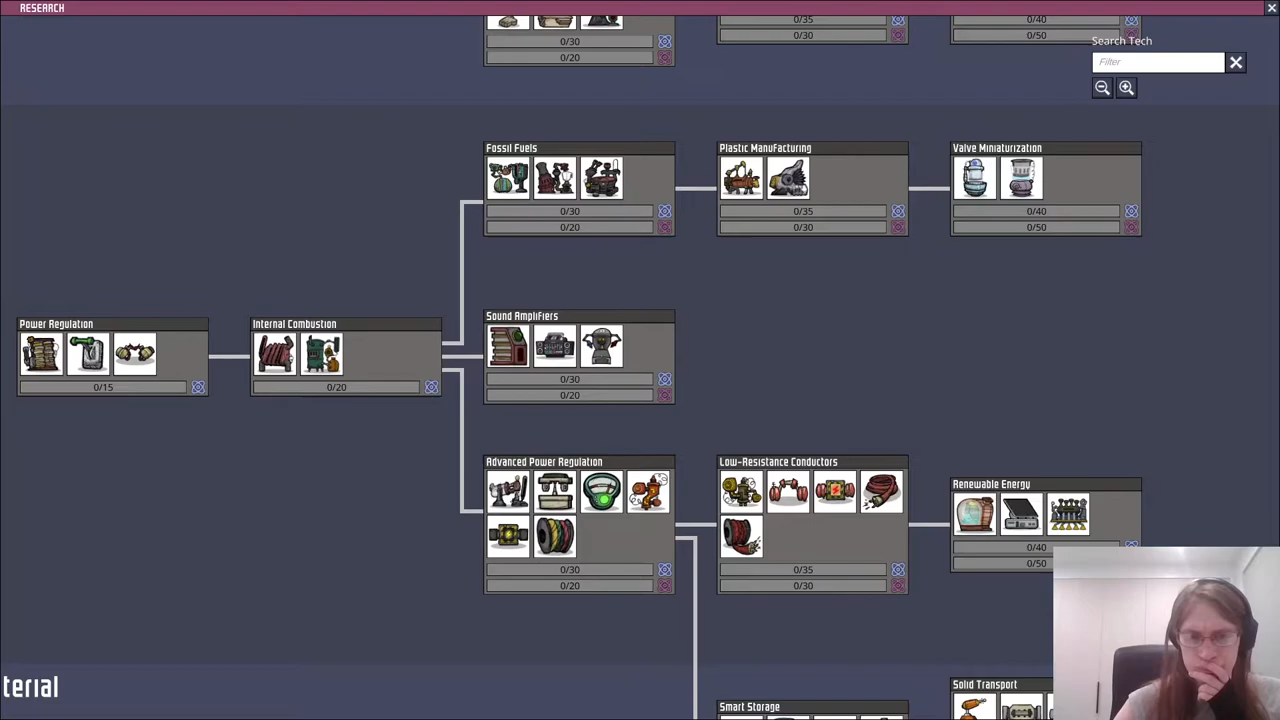 RESEARCH
0/30
0/20
0/35
0/30
0/40
0/50
Search Tech
Filter
Fossil Fuels
0/30
0/20
Plastic Manufacturing
0/35
0/30
Valve Miniaturization
0/40
0/50
Power Regulation
0/15
Internal Combustion
0/20
Sound Amplifiers
0/30
0/20
Advanced Power Regulation
0/30
0/20
Low-Resistance Conductors
0/35
0/30
Renewable Energy
0/40
0/50
terial
Smart Storage
Solid Transport